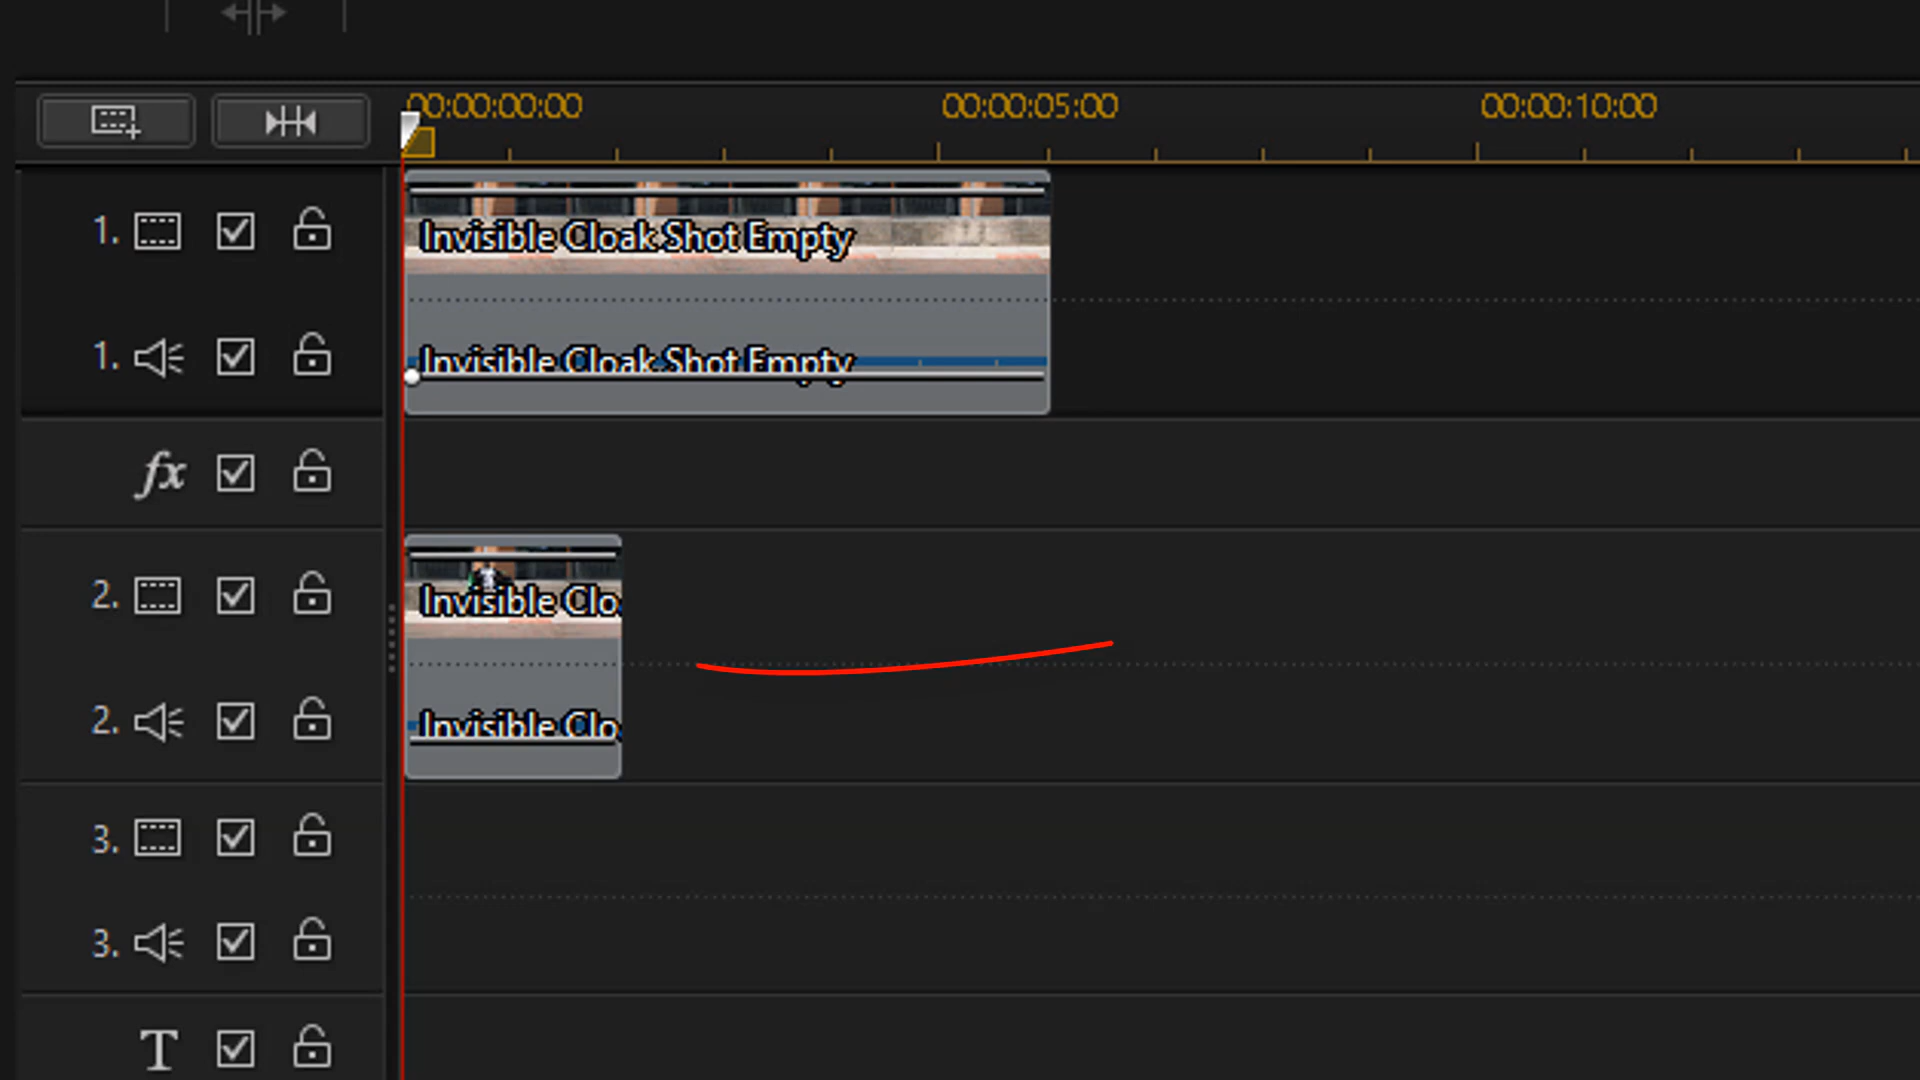 00:00:00:00 00:00:05:00 00:00:10:00
1.
Invisible Cloak Shot Empty
1.
Invisible Cloak Shot Empty
fx
2.
Invisible Clo
2.
Invisible Clo
3.
3.
T